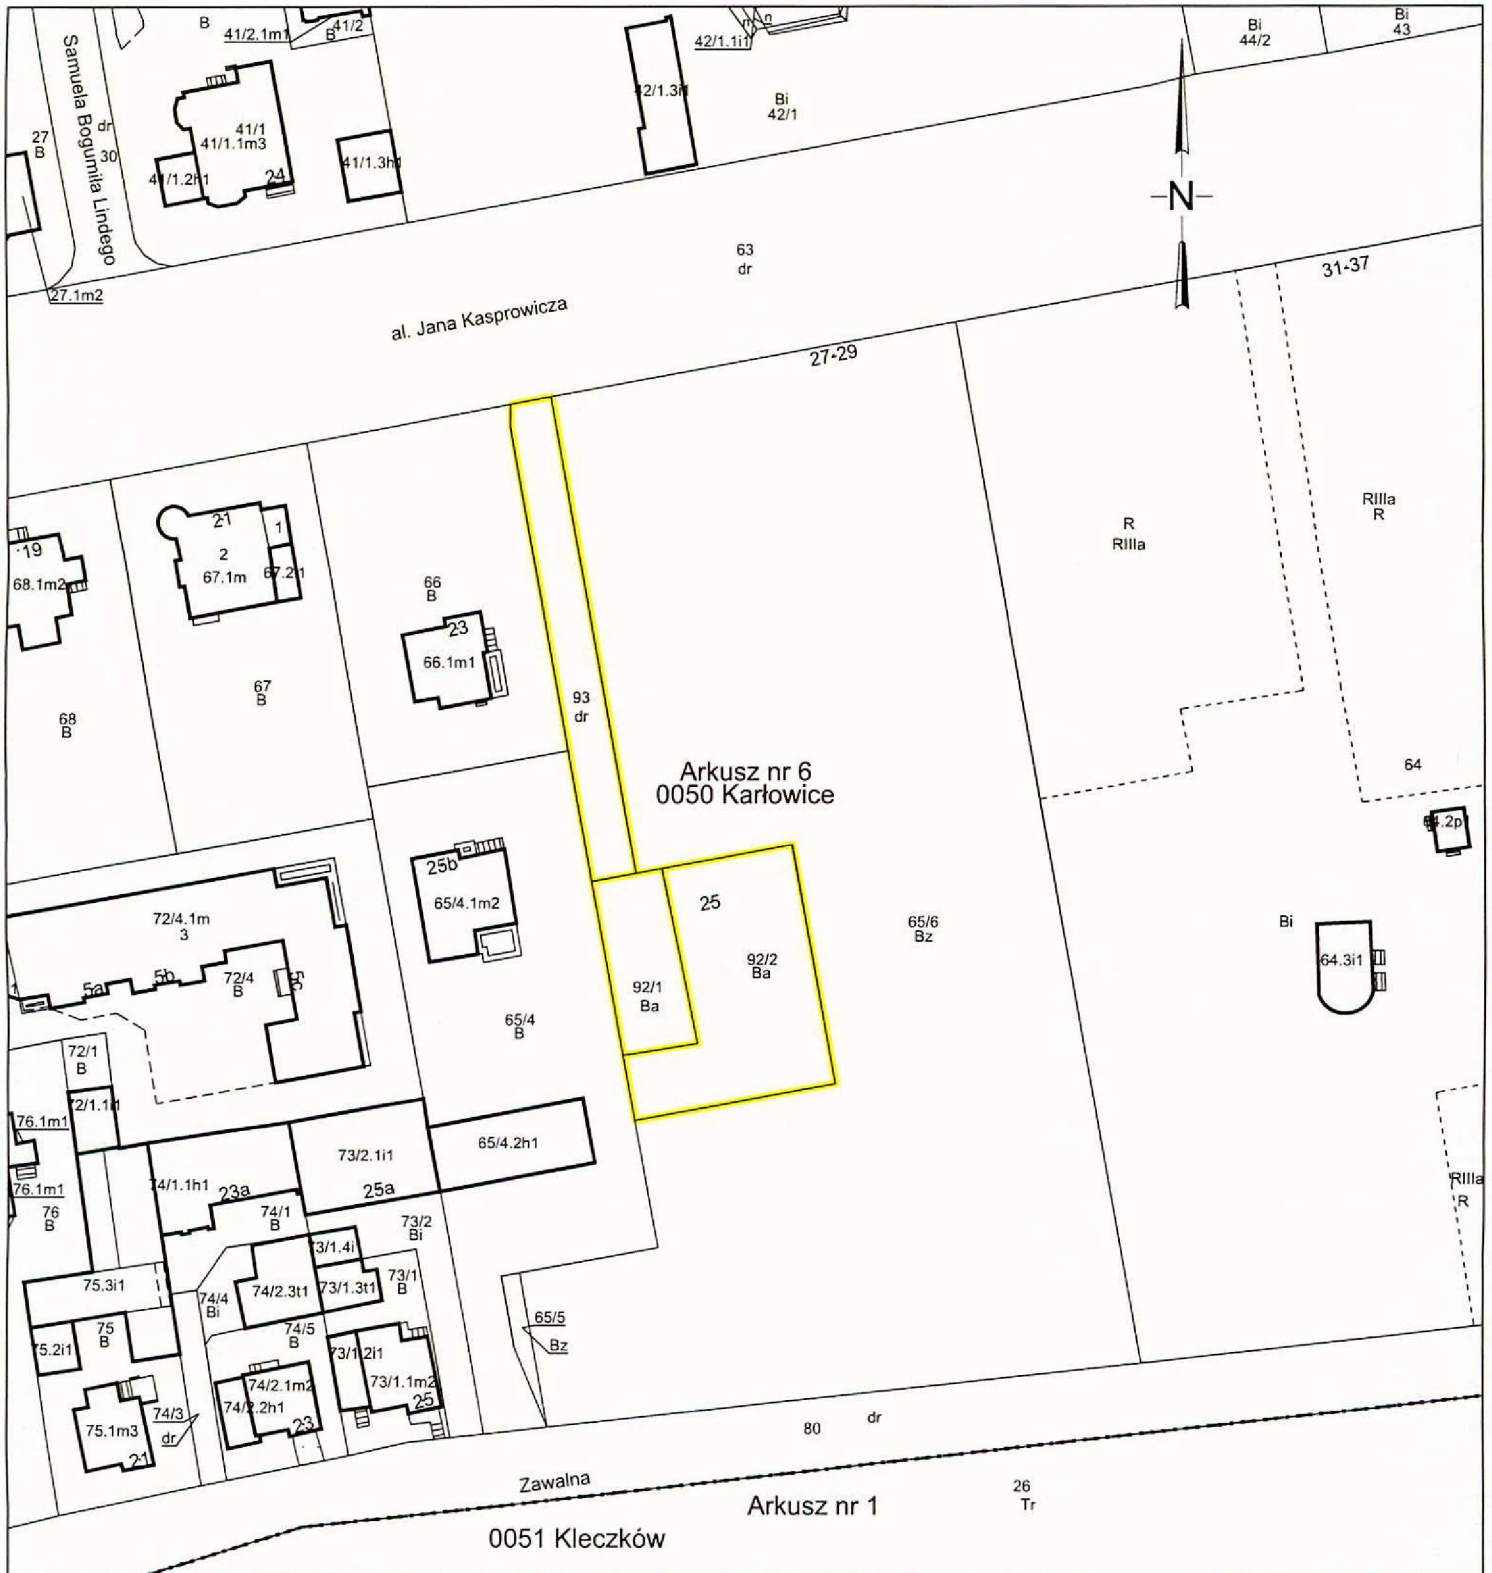 B
41/2.1m1
41/2
B
42/1.1i1
Bi
44/2
Bi
43
Samuela Bogumiła Lindego
dr
30
27
B
41/1
41/1.1m3
24
41/1.2h1
41/1.3h1
42/1.3i1
Bi
42/1
N
27.1m2
63
dr
31-37
al. Jana Kasprowicza
27-29
19
68.1m2
21
2
67.1m
1
66
B
23
66.1m1
R
RIIIa
RIIIa
R
67
B
68
B
93
dr
Arkusz nr 6
0050 Karłowice
64
25b
65/4.1m2
25
65/6
Bz
72/4.1m
3
5a
5b
5c
72/4
B
92/2
Ba
92/1
Ba
Bi
64.3i1
65/4
B
72/1
B
76.1m1
65/4.2h1
73/2.1i1
25a
74/1.1h1
23a
76.1m1
76
B
74/1
B
73/2
Bi
RIIIa
R
75.3i1
73/1.4i
74/2.3t1
73/1.3t1
73/1
B
74/4
Bi
65/5
Bz
75
B
75.2i1
74/5
B
73/1.2i1
73/1.1m2
25
74/2.1m2
74/2.2h1
23
74/3
dr
75.1m3
21
80
dr
Zawalna
26
Tr
Arkusz nr 1
0051 Kleczków